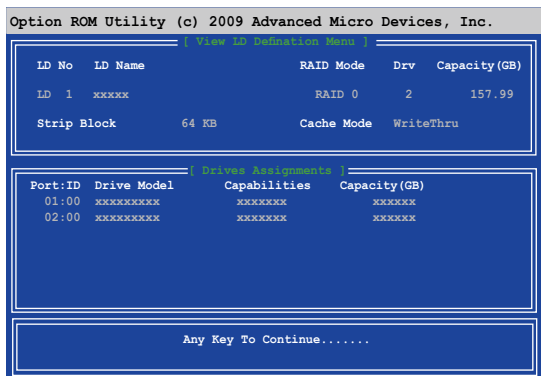 Option ROM Utility (c) 2009 Advanced Micro Devices, Inc.
[ View LD Defination Menu ]
LD No LD Name RAID Mode Drv Capacity(GB)
LD 1 xxxxx RAID 0 2 157.99
Strip Block 64 KB Cache Mode WriteThru
[ Drives Assignments ]
Port:ID Drive Model Capabilities Capacity(GB)
01:00 xxxxxxxxx xxxxxxx xxxxxx
02:00 xxxxxxxxx xxxxxxx xxxxxx
Any Key To Continue.......